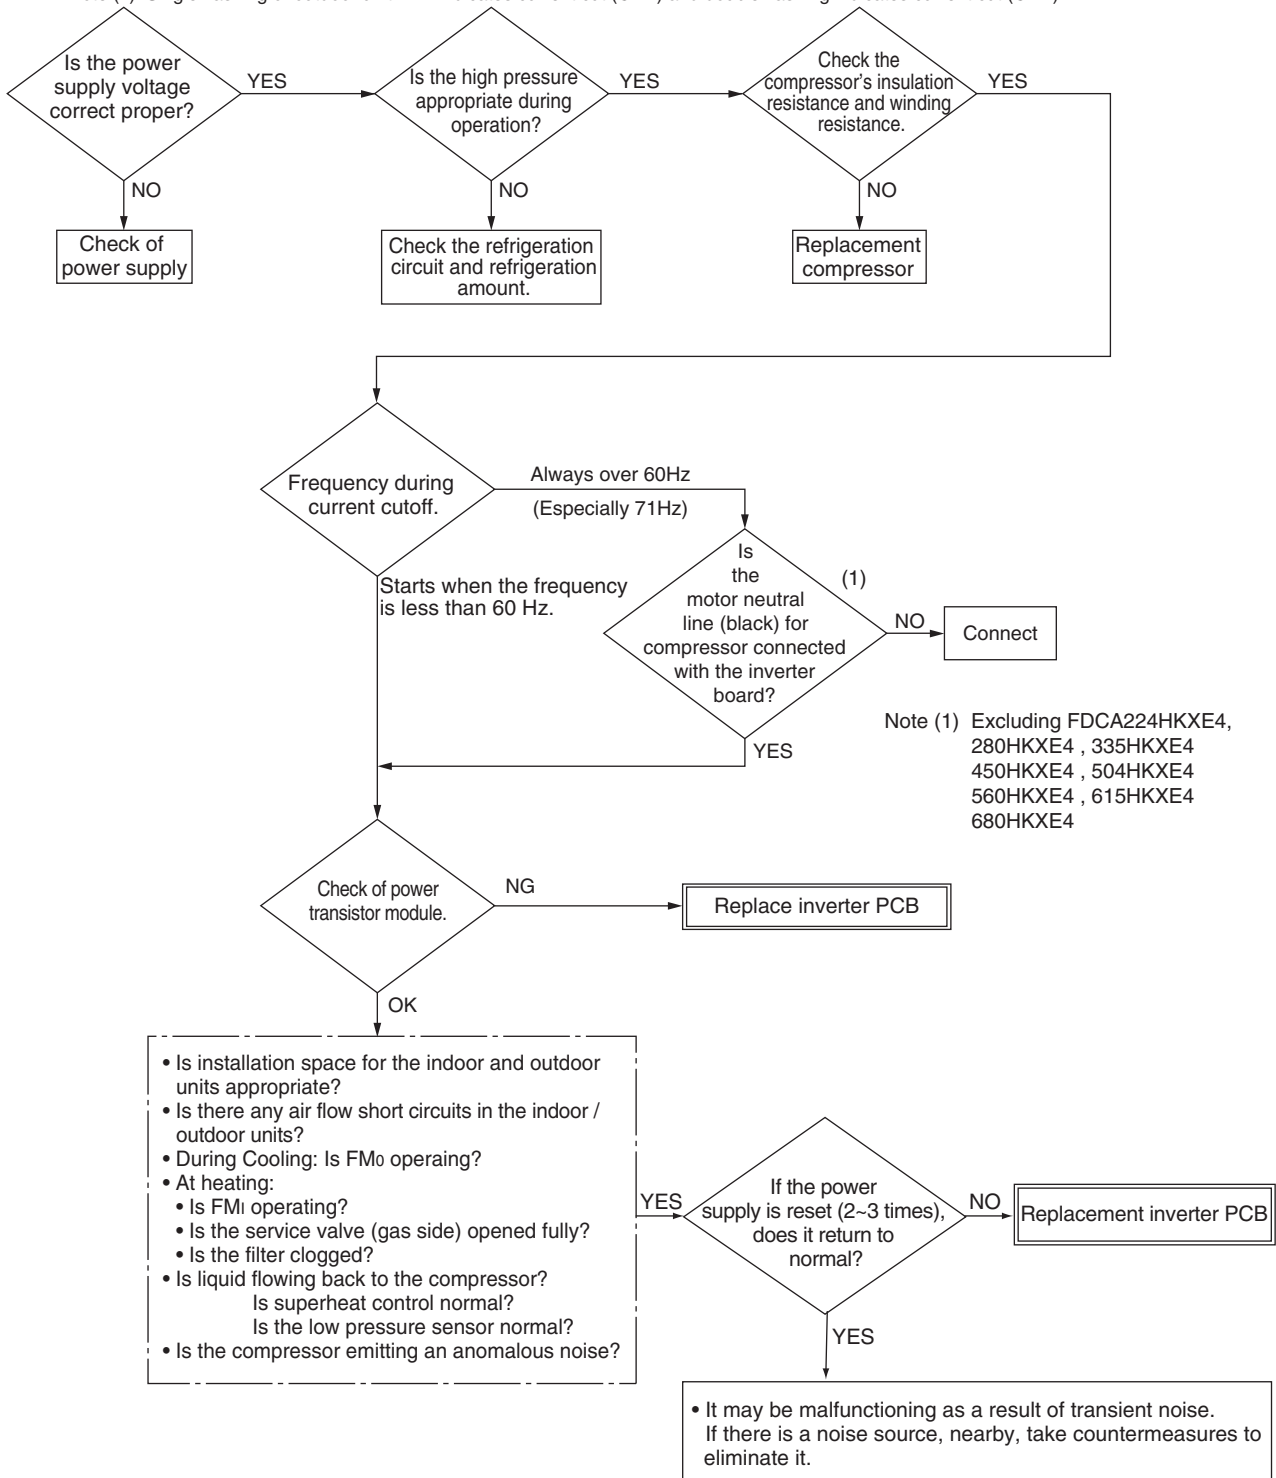 Is the power
supply voltage
correct proper?
YES
NO
Check of
power supply
Is the high pressure
appropriate during
operation?
YES
NO
Check the refrigeration
circuit and refrigeration
amount.
Check the
compressor's insulation
resistance and winding
resistance.
YES
NO
Replacement
compressor
Frequency during
current cutoff.
Always over 60Hz
(Especially 71Hz)
Starts when the frequency
is less than 60 Hz.
Is
the
motor neutral
line (black) for
compressor connected
with the inverter
board?
(1)
NO
Connect
YES
Note (1) Excluding FDCA224HKXE4,
280HKXE4 , 335HKXE4
450HKXE4 , 504HKXE4
560HKXE4 , 615HKXE4
680HKXE4
Check of power
transistor module.
NG
Replace inverter PCB
OK
• Is installation space for the indoor and outdoor
units appropriate?
• Is there any air flow short circuits in the indoor /
outdoor units?
• During Cooling: Is FM0 operaing?
• At heating:
• Is FMI operating?
• Is the service valve (gas side) opened fully?
• Is the filter clogged?
• Is liquid flowing back to the compressor?
Is superheat control normal?
Is the low pressure sensor normal?
• Is the compressor emitting an anomalous noise?
YES
If the power
supply is reset (2~3 times),
does it return to
normal?
NO
Replacement inverter PCB
YES
• It may be malfunctioning as a result of transient noise.
If there is a noise source, nearby, take countermeasures to
eliminate it.